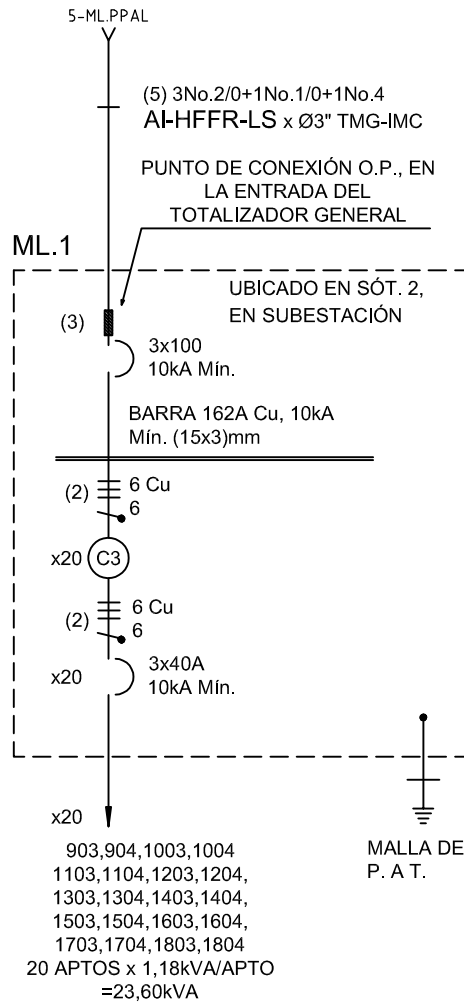 5-ML.PPAL
(5) 3No.2/0+1No.1/0+1No.4
AI-HFFR-LS x Ø3" TMG-IMC
PUNTO DE CONEXIÓN O.P., EN
LA ENTRADA DEL
TOTALIZADOR GENERAL
ML.1
UBICADO EN SÓT. 2,
EN SUBESTACIÓN
(3)
3x100
10kA Mín.
BARRA 162A Cu, 10kA
Mín. (15x3)mm
(2) 6 Cu
6
x20 C3
(2) 6 Cu
6
x20 3x40A
10kA Mín.
x20
903,904,1003,1004
1103,1104,1203,1204,
1303,1304,1403,1404,
1503,1504,1603,1604,
1703,1704,1803,1804
20 APTOS x 1,18kVA/APTO
=23,60kVA
MALLA DE
P. A T.